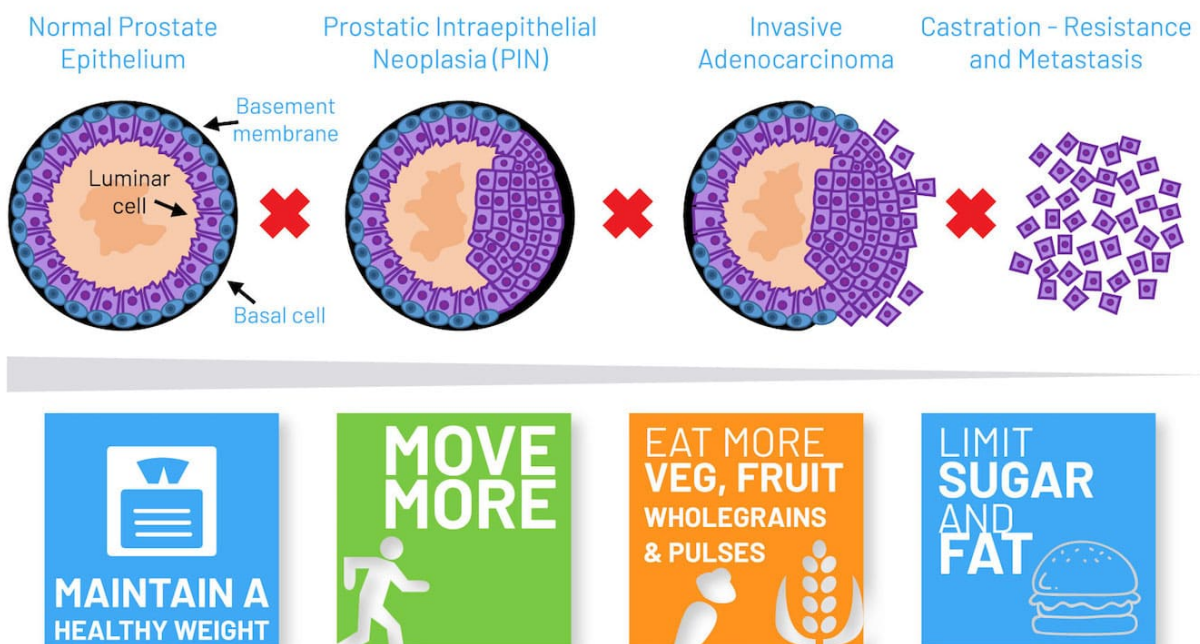 Normal Prostate
Epithelium
Prostatic Intraepithelial
Neoplasia (PIN)
Invasive
Adenocarcinoma
Castration - Resistance
and Metastasis
Basement
membrane
Luminar
cell
Basal cell
MAINTAIN A
HEALTHY WEIGHT
MOVE
MORE
EAT MORE
VEG, FRUIT
WHOLEGRAINS
& PULSES
LIMIT
SUGAR
AND
FAT